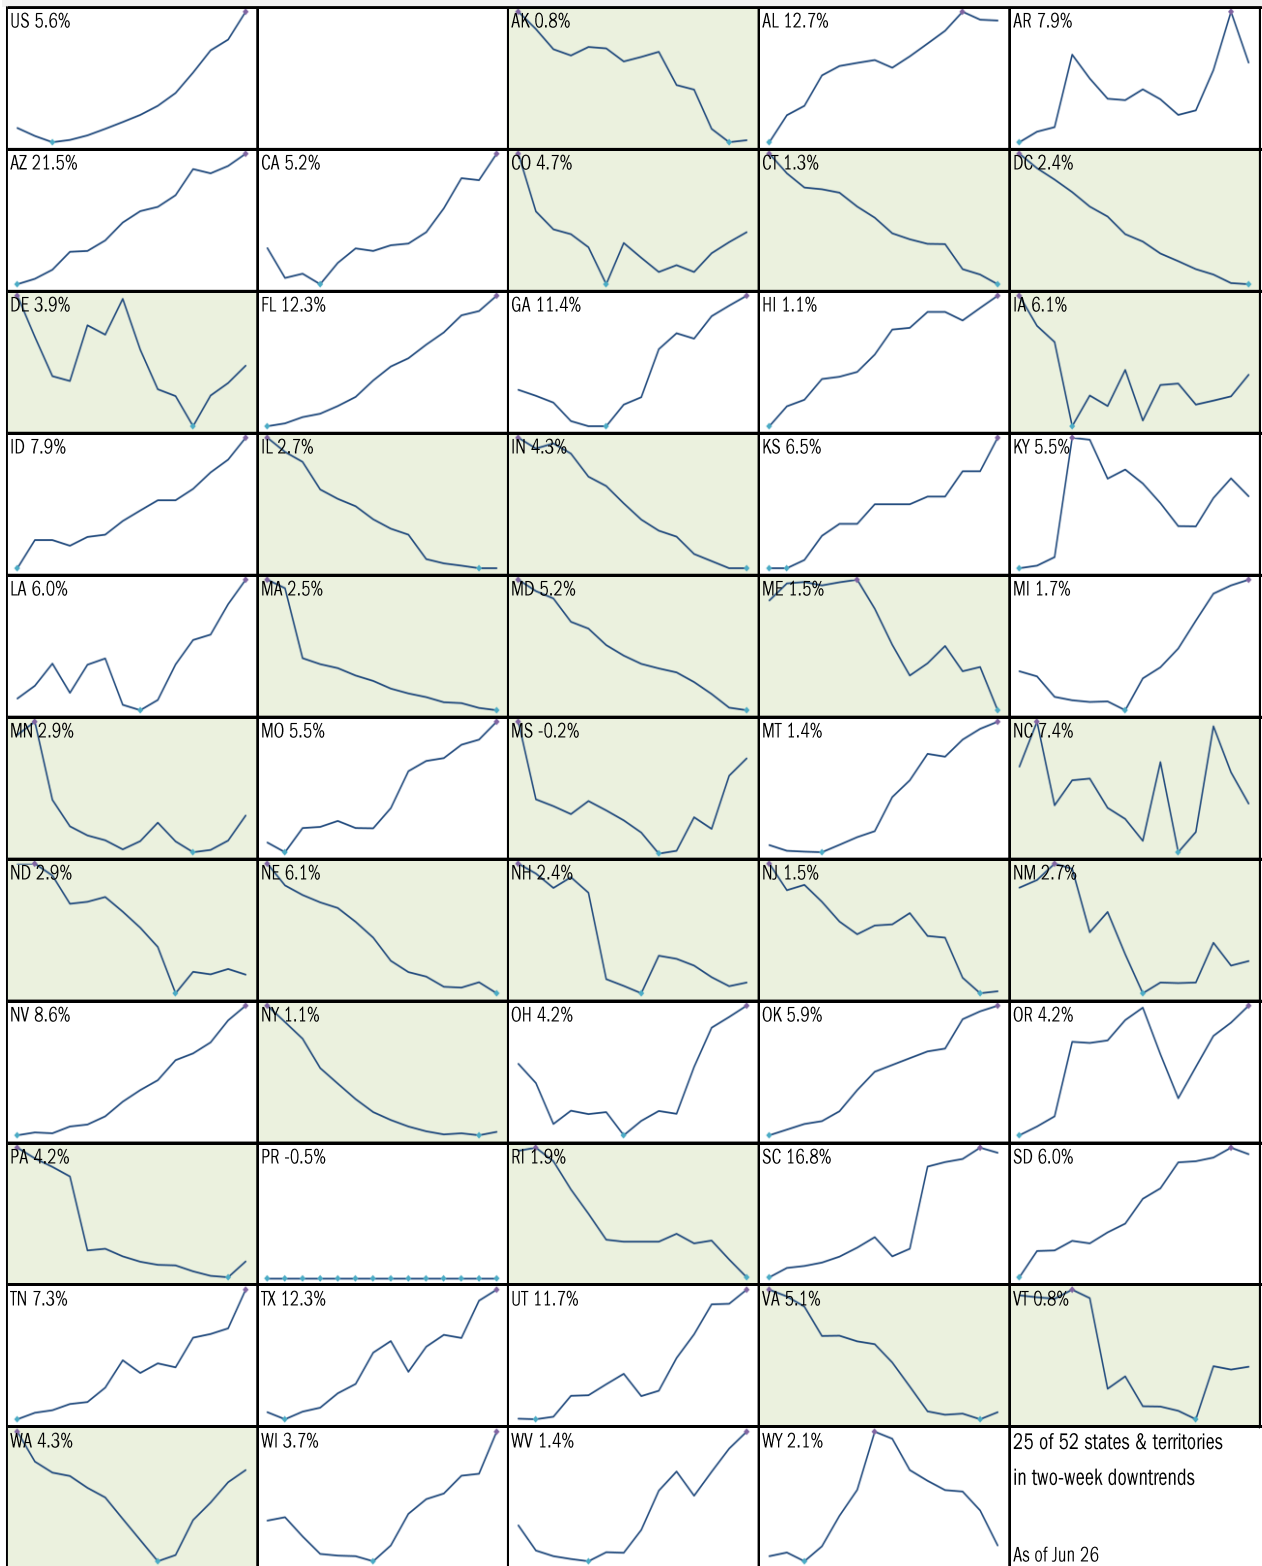 US 5.6%
AK 0.8%
AL 12.7%
AR 7.9%
AZ 21.5%
CA 5.2%
CO 4.7%
CT 1.3%
DC 2.4%
DE 3.9%
FL 12.3%
GA 11.4%
HI 1.1%
IA 6.1%
ID 7.9%
IL 2.7%
IN 4.3%
KS 6.5%
KY 5.5%
LA 6.0%
MA 2.5%
MD 5.2%
ME 1.5%
MI 1.7%
MN 2.9%
MO 5.5%
MS -0.2%
MT 1.4%
NC 7.4%
ND 2.9%
NE 6.1%
NH 2.4%
NJ 1.5%
NM 2.7%
NV 8.6%
NY 1.1%
OH 4.2%
OK 5.9%
OR 4.2%
PA 4.2%
PR -0.5%
RI 1.9%
SC 16.8%
SD 6.0%
TN 7.3%
TX 12.3%
UT 11.7%
VA 5.1%
VT 0.8%
WA 4.3%
WI 3.7%
WV 1.4%
WY 2.1%
25 of 52 states & territories
in two-week downtrends
As of Jun 26